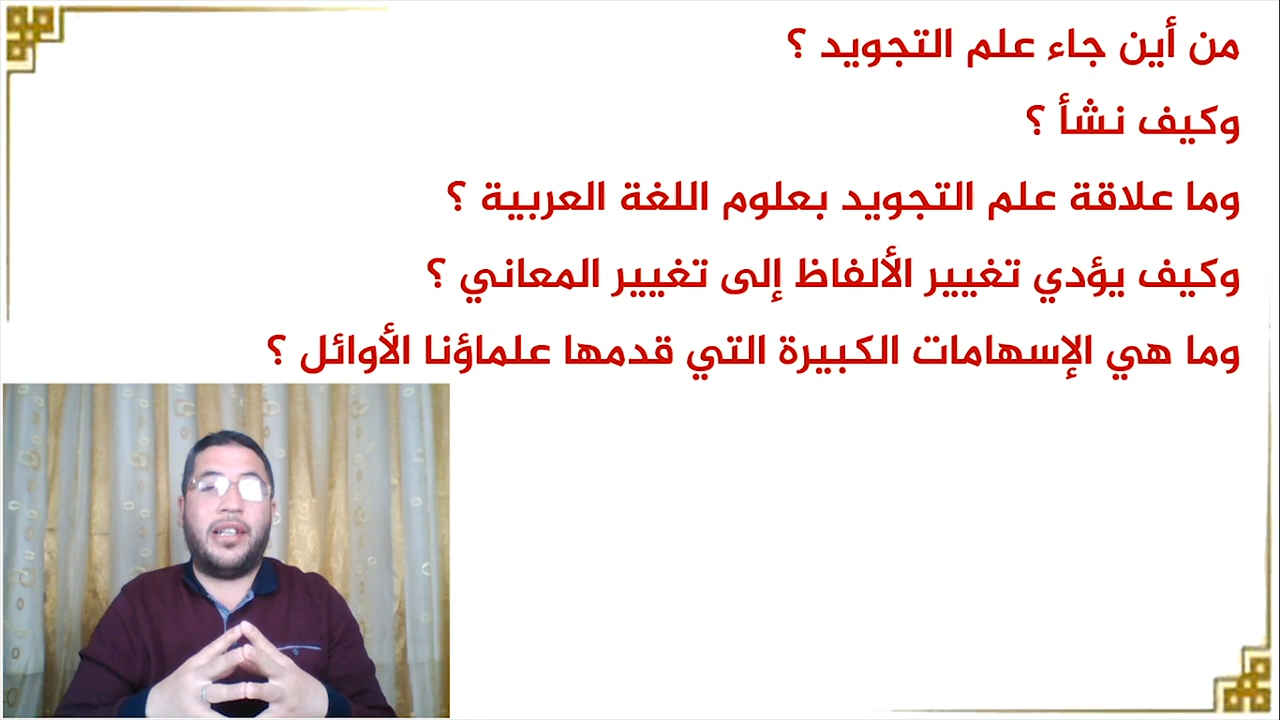 من أين جاء علم التجويد ؟
وكيف نشأ ؟
وما علاقة علم التجويد بعلوم اللغة العربية ؟
وكيف يؤدي تغيير الألفاظ إلى تغيير المعاني ؟
وما هي الإسهامات الكبيرة التي قدمها علماؤنا الأوائل ؟